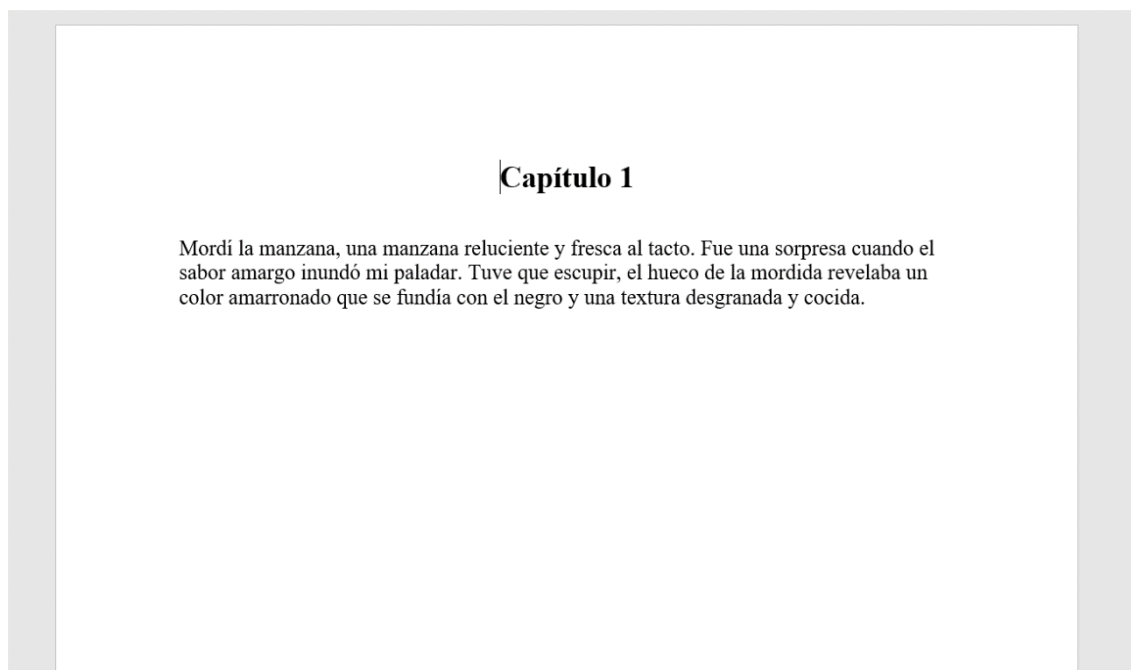 Capítulo 1
Mordí la manzana, una manzana reluciente y fresca al tacto. Fue una sorpresa cuando el
sabor amargo inundó mi paladar. Tuve que escupir, el hueco de la mordida revelaba un
color amarronado que se fundía con el negro y una textura desgranada y cocida.